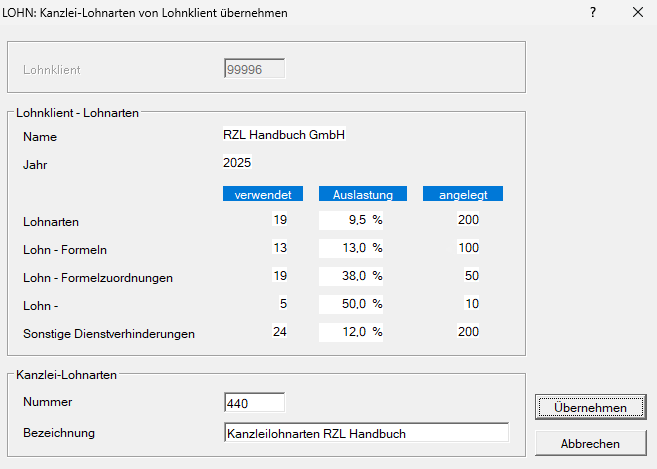 LOHN: Kanzlei-Lohnarten von Lohnklient übernehmen ?
Lohnklient 99996
Lohnklient - Lohnarten
Name RZL Handbuch GmbH
Jahr 2025
verwendet Auslastung angelegt
Lohnarten 19 9,5 % 200
Lohn - Formeln 13 13,0 % 100
Lohn - Formelzuordnungen 19 38,0 % 50
Lohn - 5 50,0 % 10
Sonstige Dienstverhinderungen 24 12,0 % 200
Kanzlei-Lohnarten
Nummer 440
Bezeichnung Kanzleilohnarten RZL Handbuch
Übernehmen
Abbrechen